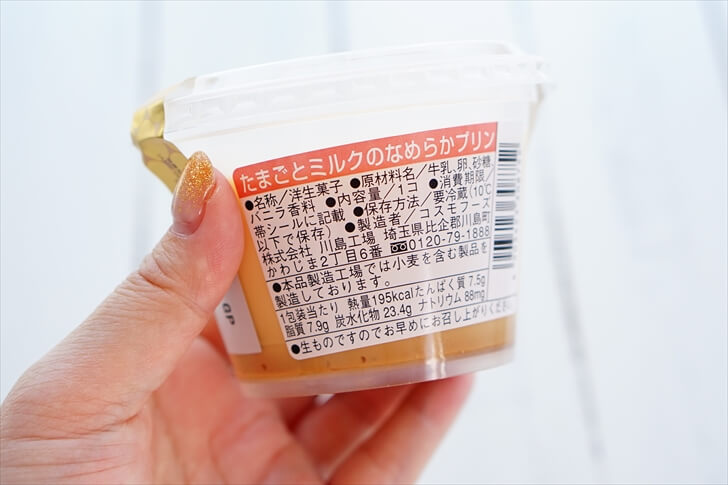 たまごとミルクのなめらかプリン
●名称/洋生菓子 ●原材料名/牛乳、卵、砂糖、
バニラ香料 ●内容量/1コ ●消費期限/
帯シールに記載 ●保存方法/要冷蔵(10℃
以下で保存) ●製造者/コスモフーズ
株式会社 川島工場 埼玉県比企郡川島町
かわじま2丁目6番 0120-79-1888
●本品製造工場では小麦を含む製品を
製造しております。
1包装当たり 熱量195kcal たんぱく質 7.5g
脂質 7.9g 炭水化物 23.4g ナトリウム 88mg
●生ものですのでお早めにお召し上がりください。